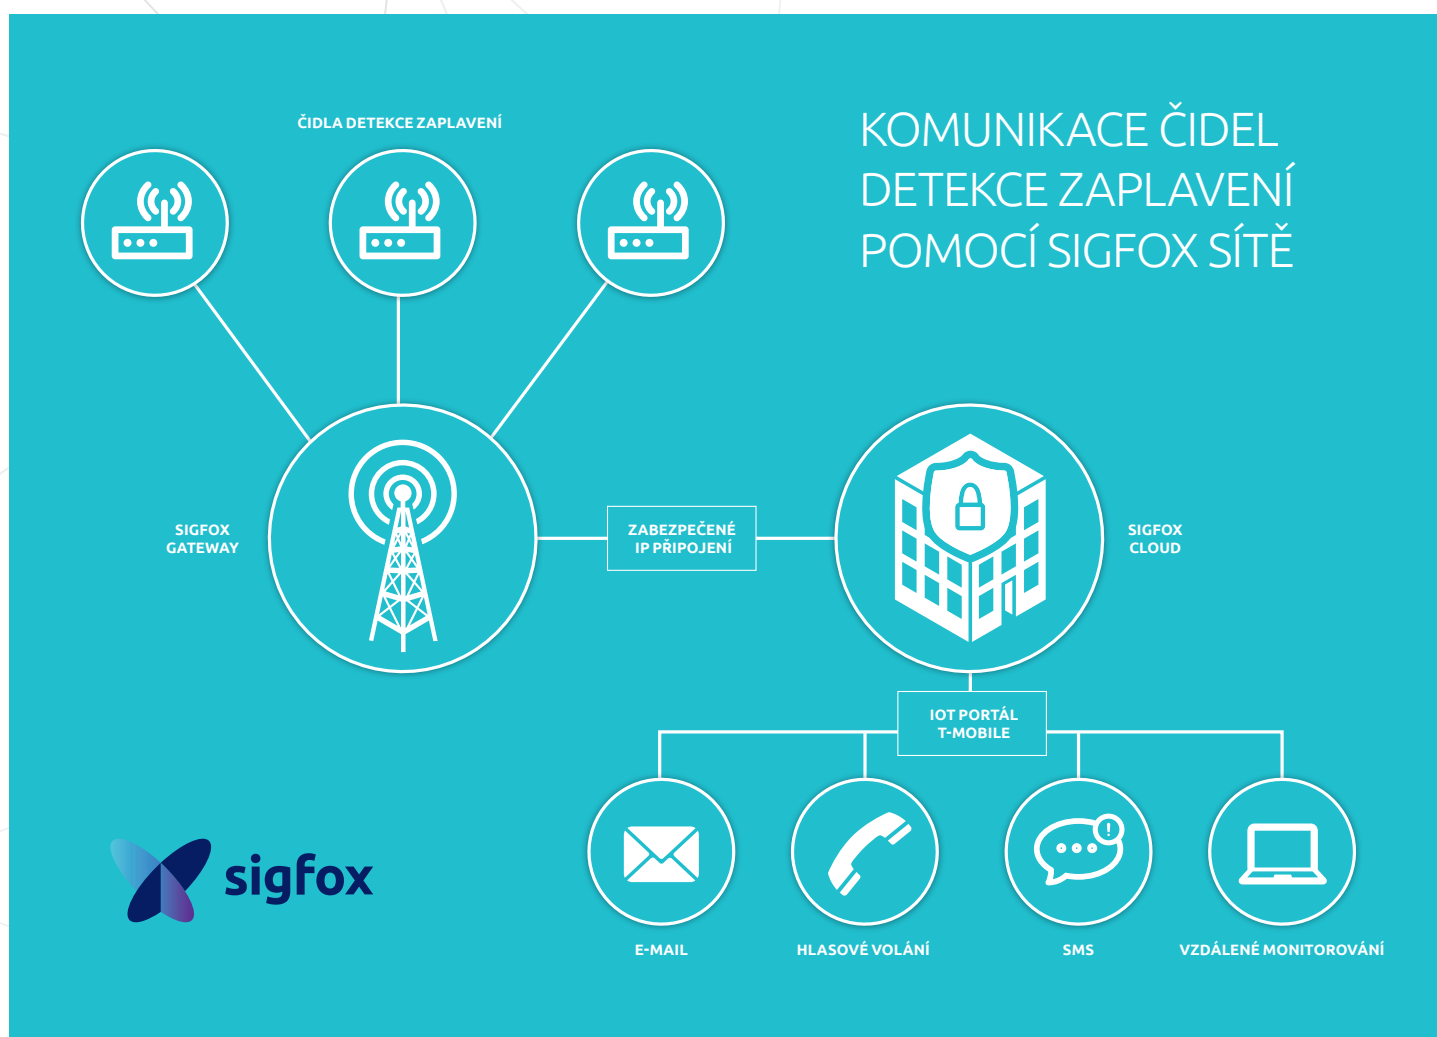 ČIDLA DETEKCE ZAPLAVENÍ
KOMUNIKACE ČIDEL
DETEKCE ZAPLAVENÍ
POMOCÍ SIGFOX SÍTĚ
SIGFOX
GATEWAY
ZABEZPEČENÉ
IP PŘIPOJENÍ
SIGFOX
CLOUD
IOT PORTÁL
T-MOBILE
sigfox
E-MAIL
HLASOVÉ VOLÁNÍ
SMS
VZDÁLENÉ MONITOROVÁNÍ